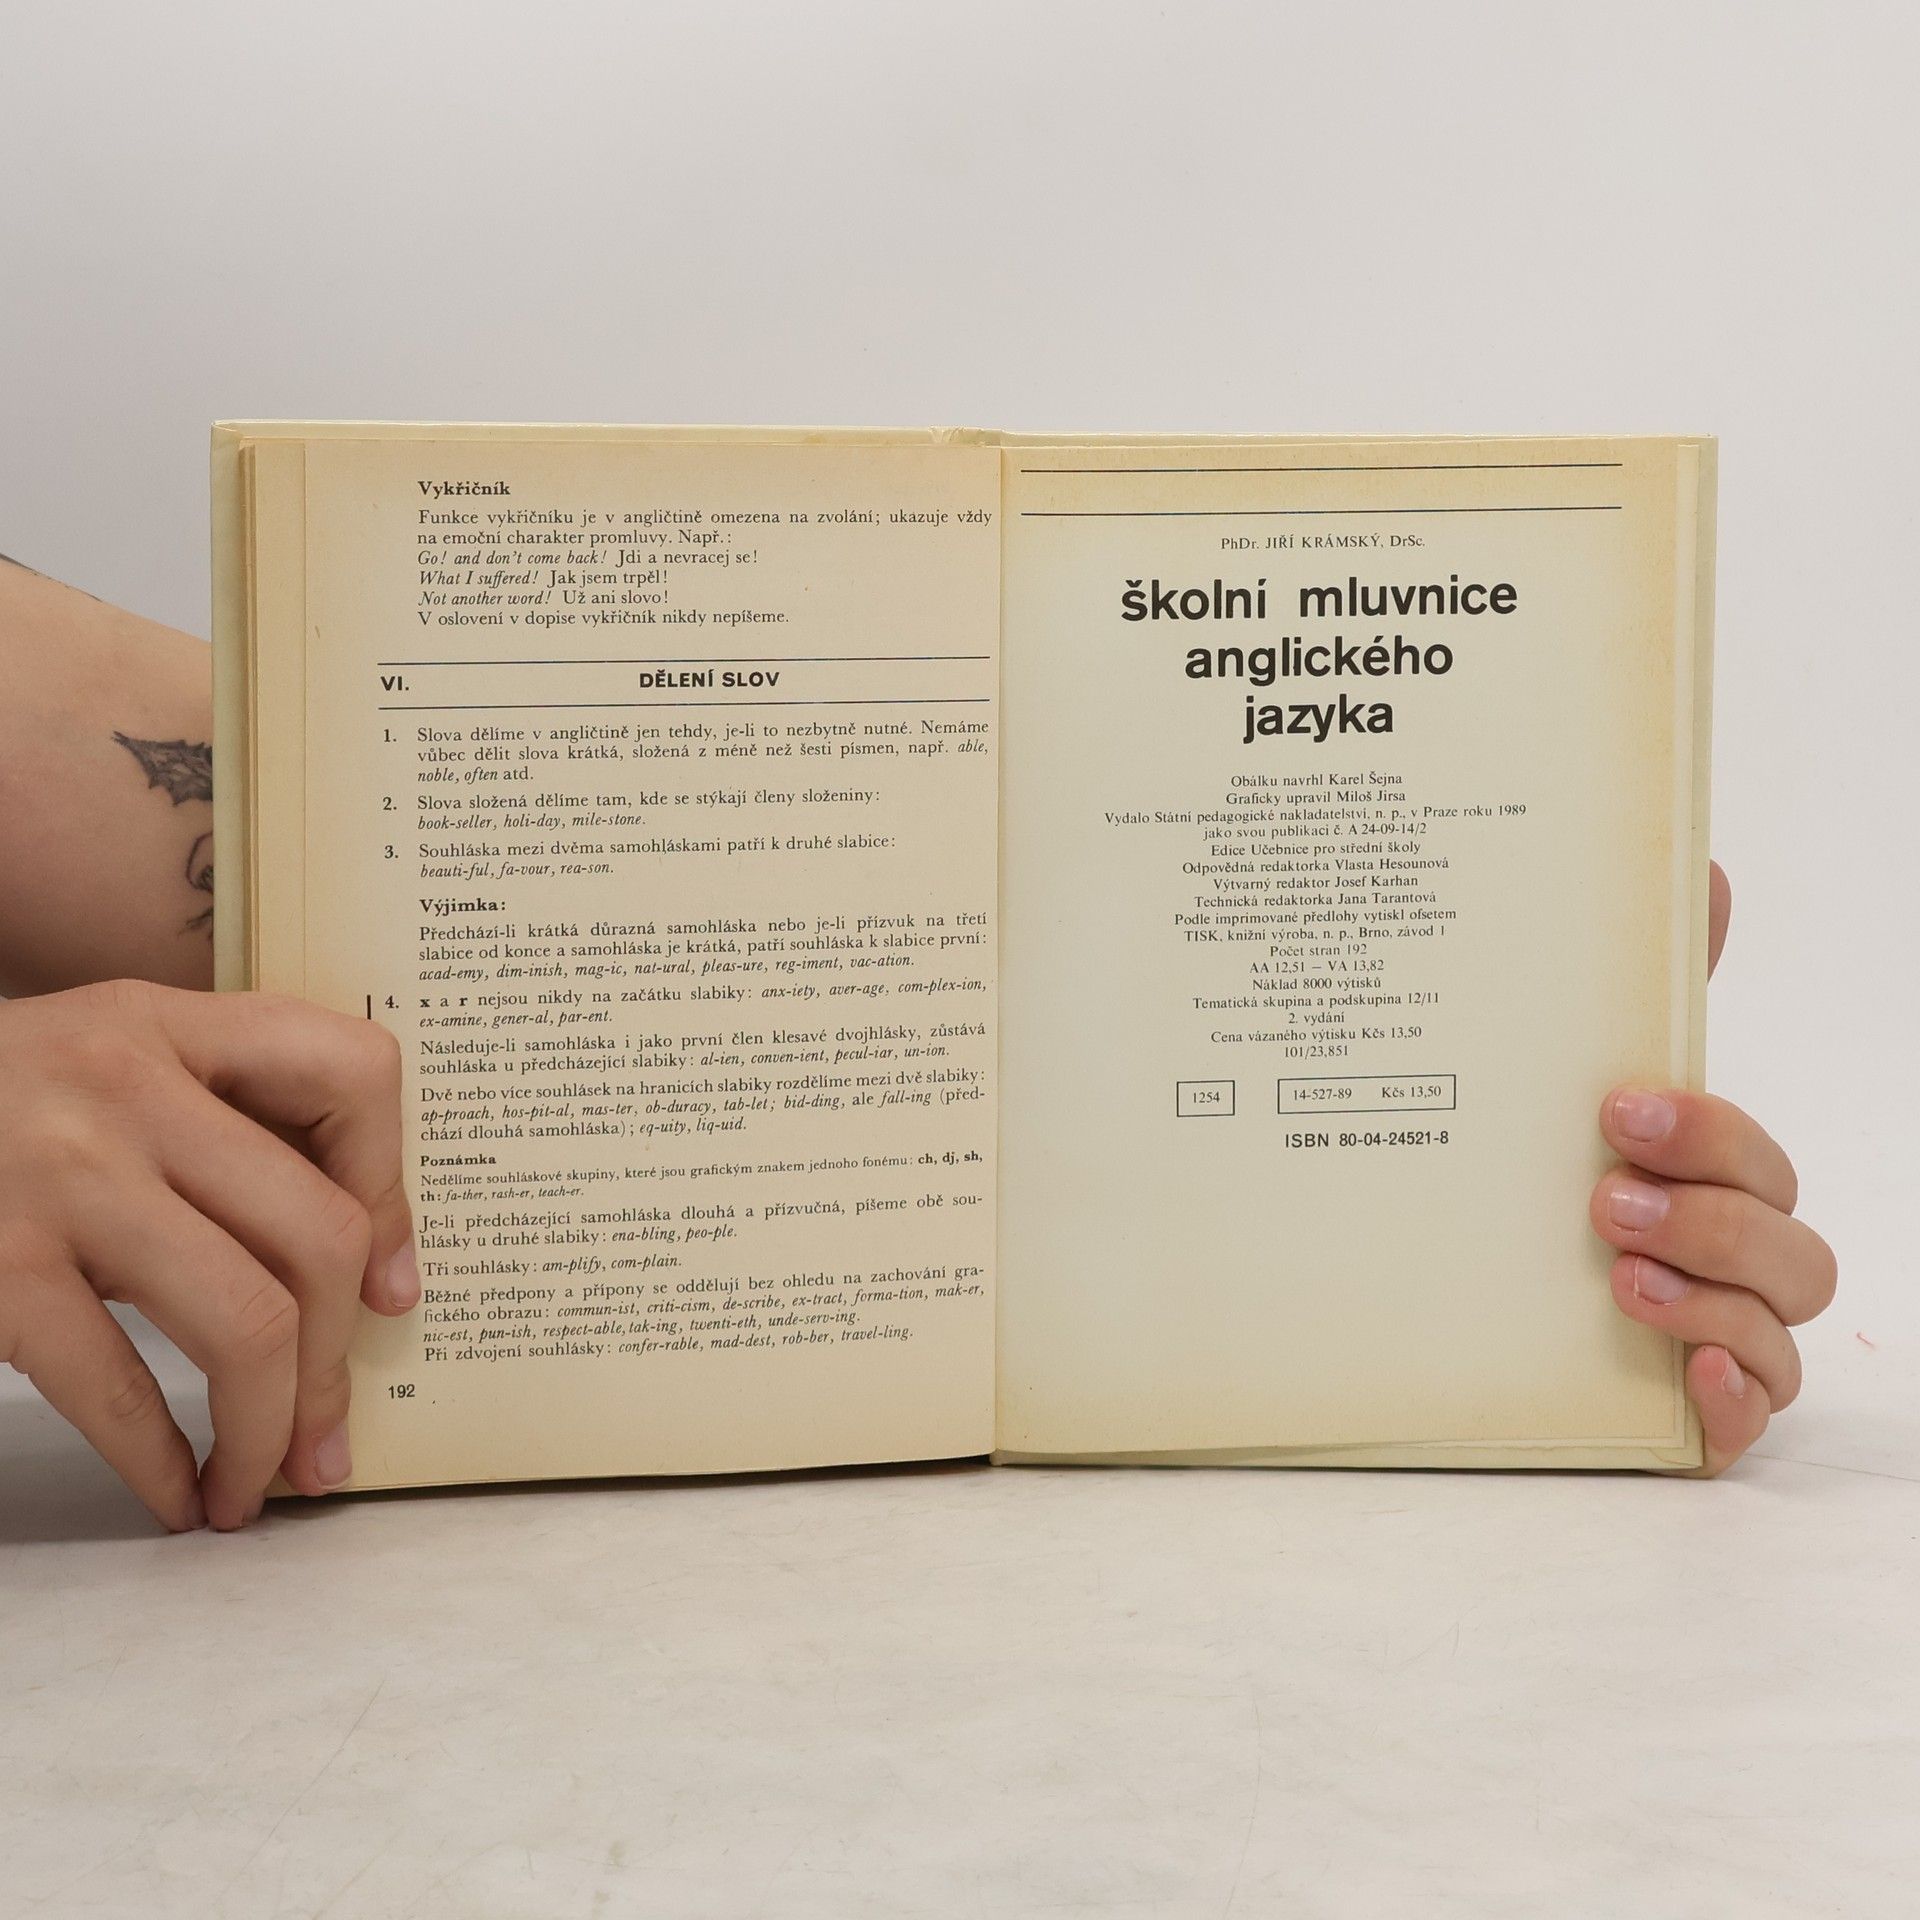 Vykřičník
Funkce vykřičníku je v angličtině omezena na zvolání; ukazuje vždy
na emoční charakter promluvy. Např.:
Go! and don't come back! Jdi a nevracej se!
What I suffered! Jak jsem trpěl!
Not another word! Už ani slovo!
V oslovení v dopise vykřičník nikdy nepíšeme.
VI. DĚLENÍ SLOV
1. Slova dělíme v angličtině jen tehdy, je-li to nezbytně nutné. Nemáme
vůbec dělit slova krátká, složená z méně než šesti písmen, např. able,
noble, often atd.
2. Slova složená dělíme tam, kde se stýkají členy složeniny:
book-seller, holi-day, mile-stone.
3. Souhláska mezi dvěma samohláskami patří k druhé slabice:
beauti-ful, fa-vour, rea-son.
Výjimka:
Předchází-li krátká důrazná samohláska nebo je-li přízvuk na třetí
slabice od konce a samohláska je krátká, patří souhláska k slabice první:
acad-emy, dim-inish, mag-ic, nat-ural, pleas-ure, reg-iment, vac-ation.
4. x a r nejsou nikdy na začátku slabiky: anx-iety, aver-age, com-plex-ion,
ex-amine, gener-al, par-ent.
Následuje-li samohláska i jako první člen klesavé dvojhlásky, zůstává
souhláska u předcházející slabiky: al-ien, conven-ient, pecul-iar, un-ion.
Dvě nebo více souhlásek na hranicích slabiky rozdělíme mezi dvě slabiky:
ap-proach, hos-pit-al, mas-ter, ob-duracy, tab-let; bid-ding, ale fall-ing (před-
chází dlouhá samohláska); eq-uity, liq-uid.
Poznámka
Nedělíme souhláskové skupiny, které jsou grafickým znakem jednoho fonému: ch, dj, sh,
th: fa-ther, rash-er, teach-er.
Je-li předcházející samohláska dlouhá a přízvučná, píšeme obě sou-
hlásky u druhé slabiky: ena-bling, peo-ple.
Tři souhlásky: am-plify, com-plain.
Běžné předpony a přípony se oddělují bez ohledu na zachování gra-
fického obrazu: commun-ist, criti-cism, de-scribe, ex-tract, forma-tion, mak-er,
nic-est, pun-ish, respect-able, tak-ing, twenti-eth, unde-serv-ing.
Při zdvojení souhlásky: confer-rable, mad-dest, rob-ber, travel-ling.
192
PhDr. JIŘÍ KRÁMSKÝ, DrSc.
školní mluvnice
anglického
jazyka
Obálku navrhl Karel Šejna
Graficky upravil Miloš Jirsa
Vydalo Státní pedagogické nakladatelství, n. p., v Praze roku 1989
jako svou publikaci č. A 24-09-14/2
Edice Učebnice pro střední školy
Odpovědná redaktorka Vlasta Hesounová
Výtvarný redaktor Josef Karhan
Technická redaktorka Jana Tarantová
Podle imprimované předlohy vytiskl ofsetem
TISK, knižní výroba, n. p., Brno, závod 1
Počet stran 192
AA 12,51 — VA 13,82
Náklad 8000 výtisků
Tematická skupina a podskupina 12/11
2. vydání
Cena vázaného výtisku Kčs 13,50
101/23,851
1254 14-527-89 Kčs 13,50
ISBN 80-04-24521-8